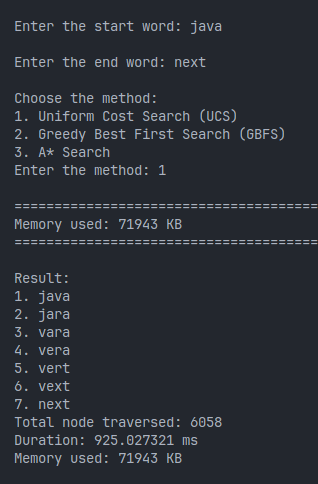 Enter the start word: java
Enter the end word: next
Choose the method:
1. Uniform Cost Search (UCS)
2. Greedy Best First Search (GBFS)
3. A* Search
Enter the method: 1
======================================
Memory used: 71943 KB
======================================
Result:
1. java
2. jara
3. vara
4. vera
5. vert
6. vext
7. next
Total node traversed: 6058
Duration: 925.027321 ms
Memory used: 71943 KB